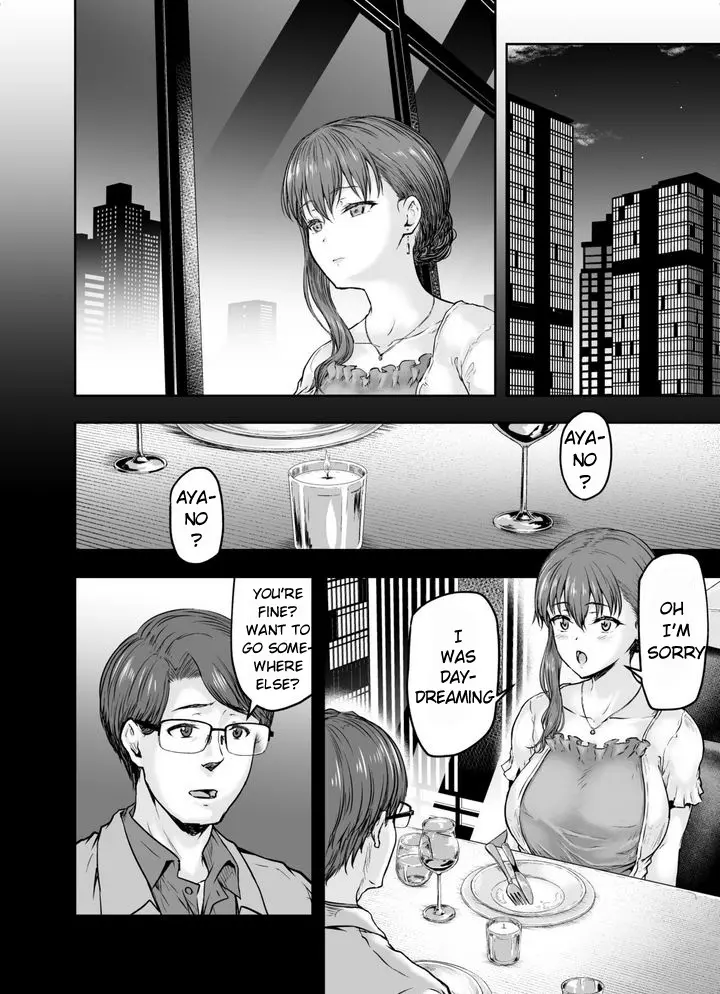 AYA-
NO
?
AYA-
NO
?
OH
I'M
SORRY
I
WAS
DAY-
DREAMING
YOU'RE
FINE?
WANT TO
GO SOME-
WHERE
ELSE?